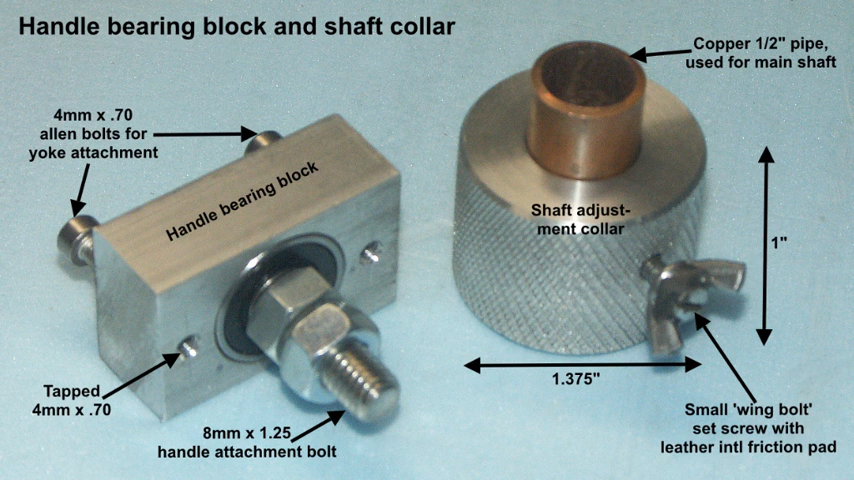 Handle bearing block and shaft collar
Copper 1/2" pipe,
used for main shaft
4mm x .70
allen bolts for
yoke attachment
Handle bearing block
Shaft adjust-
ment collar
1"
1.375"
Tapped
4mm x .70
8mm x 1.25
handle attachment bolt
Small 'wing bolt'
set screw with
leather intl friction pad